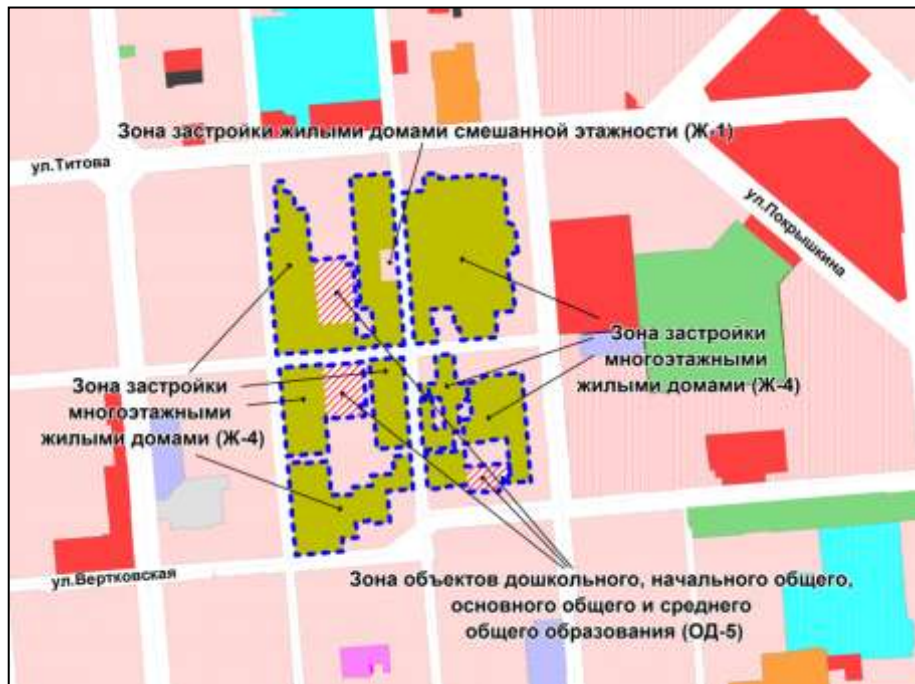 Зона застройки жилыми домами смешанной этажности (Ж-1)
ул.Титова
ул.Покрышкина
Зона застройки
многоэтажными
жилыми домами (Ж-4)
Зона застройки
многоэтажными
жилыми домами (Ж-4)
ул.Вертковская
Зона объектов дошкольного, начального общего,
основного общего и среднего
общего образования (ОД-5)